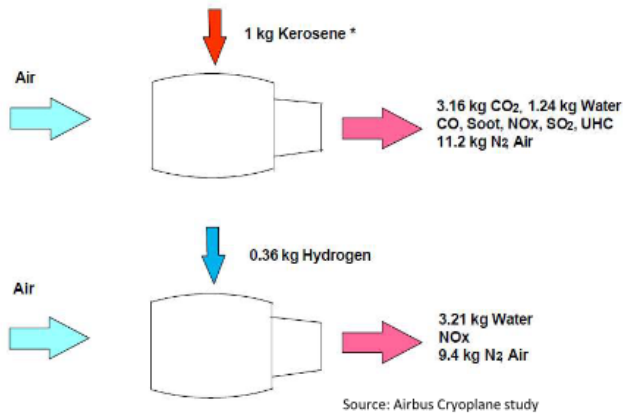 1 kg Kerosene *
Air
3.16 kg CO₂, 1.24 kg Water
CO, Soot, NOx, SO₂, UHC
11.2 kg N₂ Air
0.36 kg Hydrogen
Air
3.21 kg Water
NOx
9.4 kg N₂ Air
Source: Airbus Cryoplane study